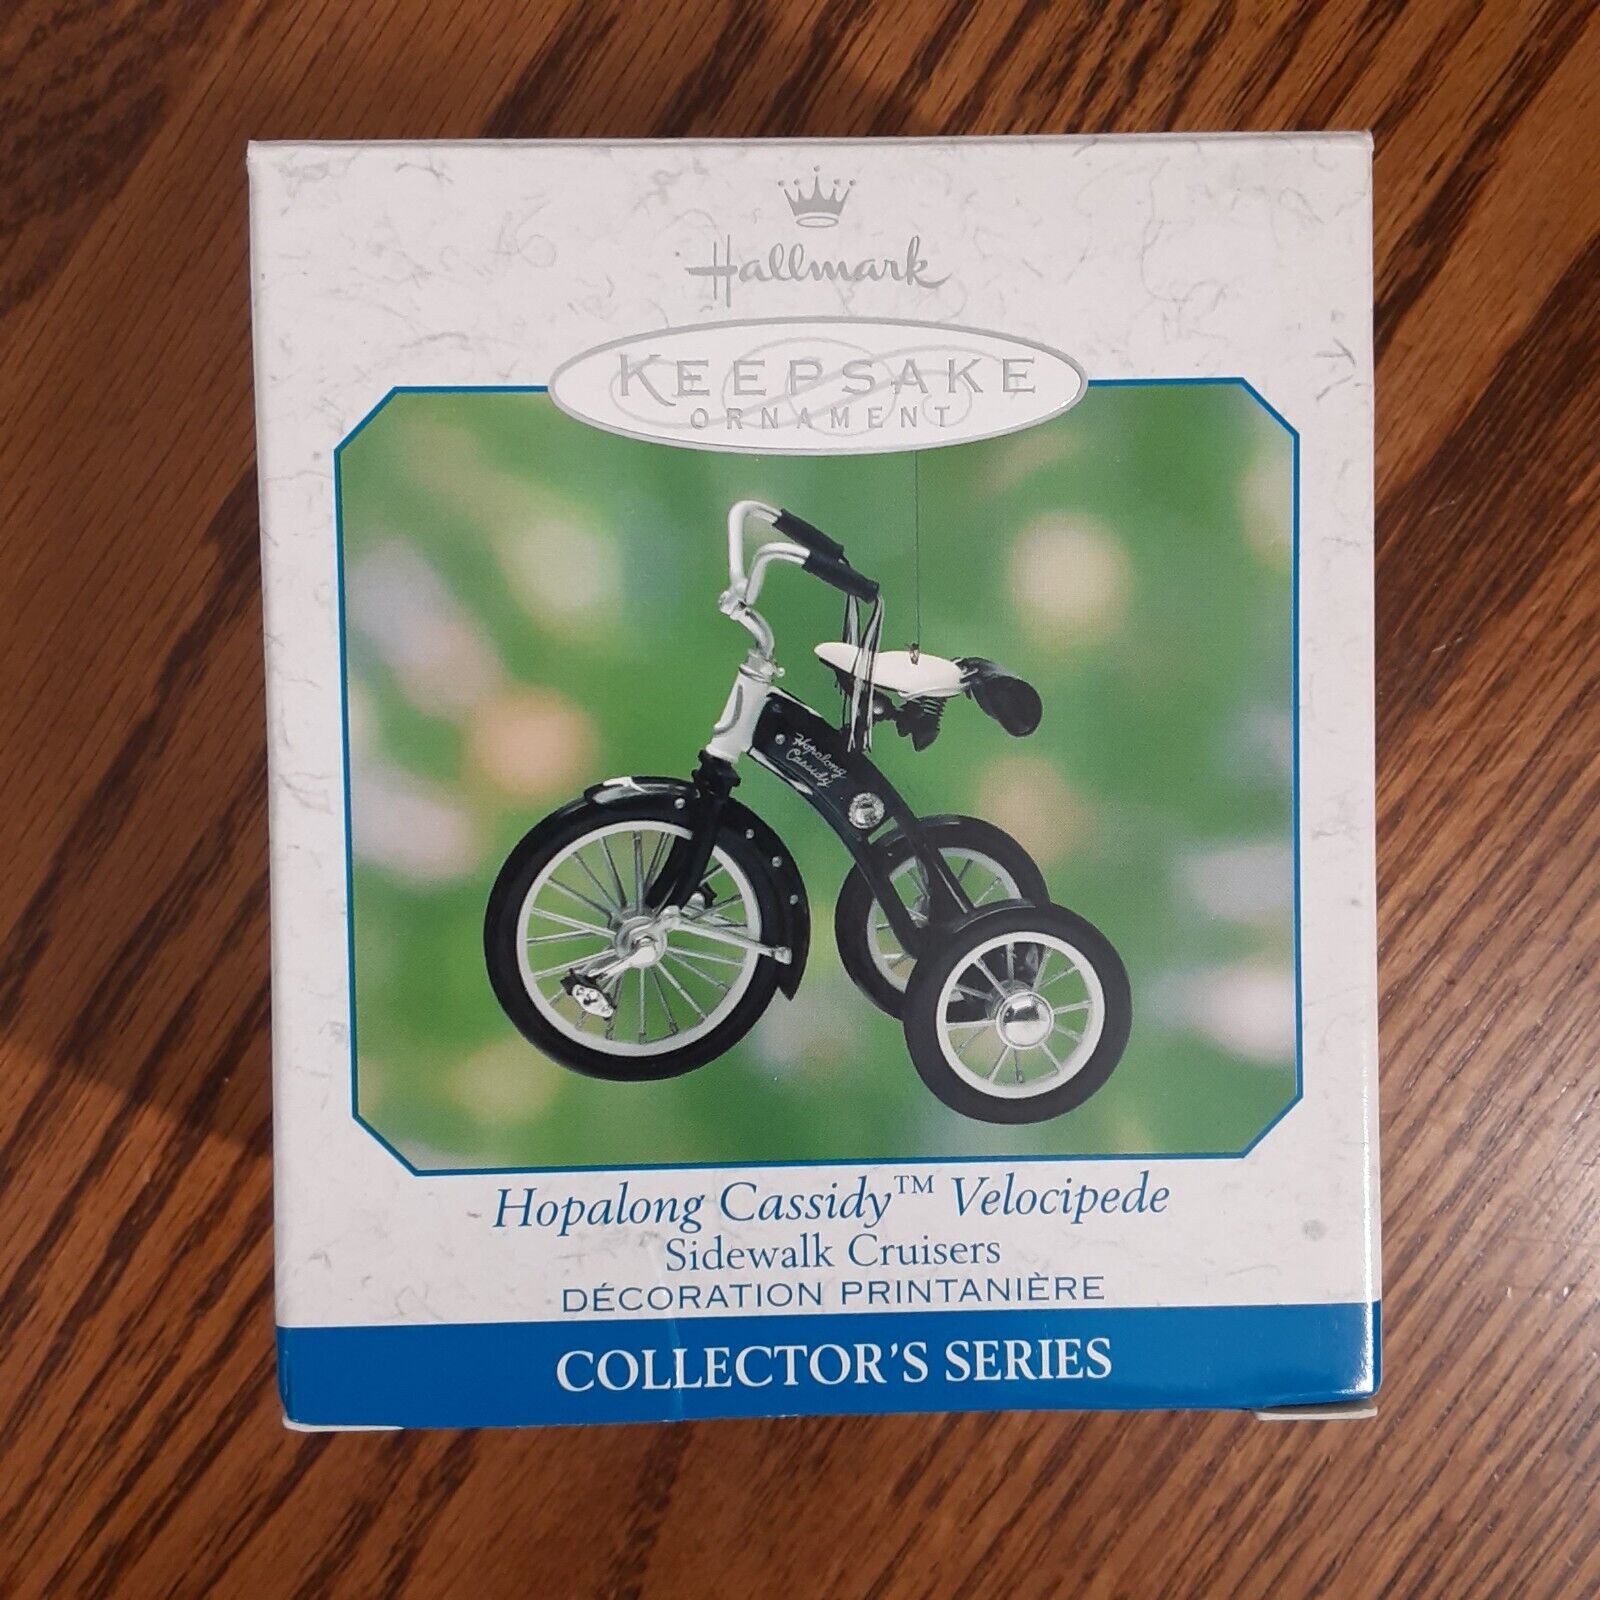 Hallmark
KEEPSAKE
ORNAMENT
Hopalong
Cassidy
Hopalong Cassidy™ Velocipede
Sidewalk Cruisers
DÉCORATION PRINTANIÈRE
COLLECTOR'S SERIES